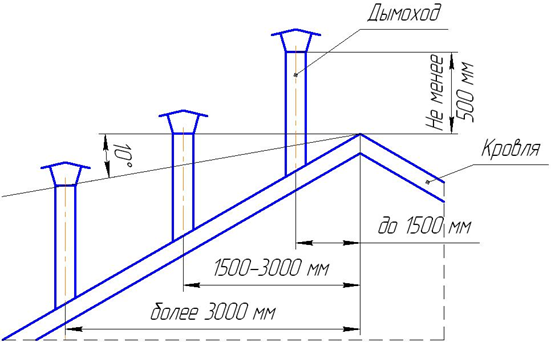 Дымоход
Не менее
500 мм
10°
Кровля
до 1500 мм
1500-3000 мм
более 3000 мм